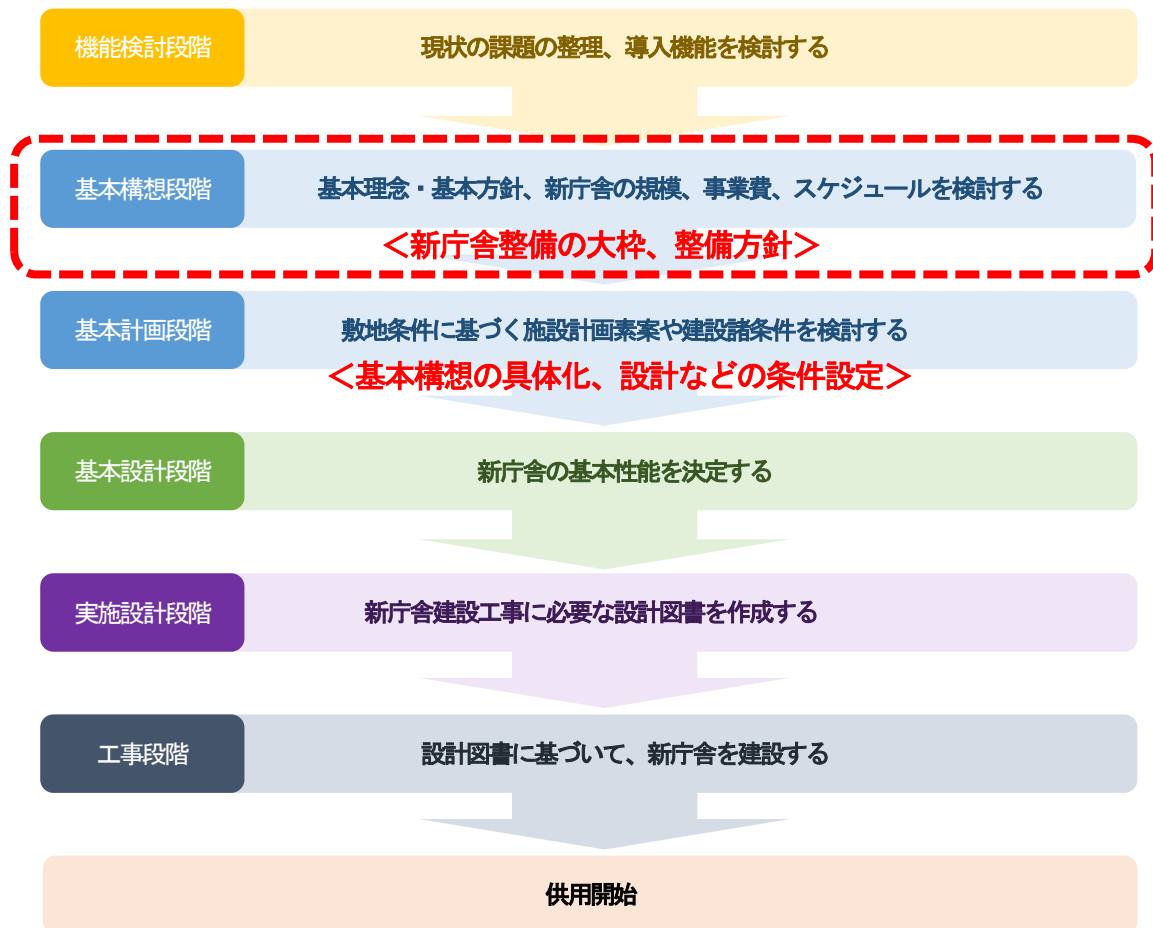 機能検討段階
現状の課題の整理、導入機能を検討する
基本構想段階
基本理念・基本方針、新庁舎の規模、事業費、スケジュールを検討する
＜新庁舎整備の大枠、整備方針＞
基本計画段階
敷地条件に基づく施設計画素案や建設諸条件を検討する
＜基本構想の具体化、設計などの条件設定＞
基本設計段階
新庁舎の基本性能を決定する
実施設計段階
新庁舎建設工事に必要な設計図書を作成する
工事段階
設計図書に基づいて、新庁舎を建設する
供用開始